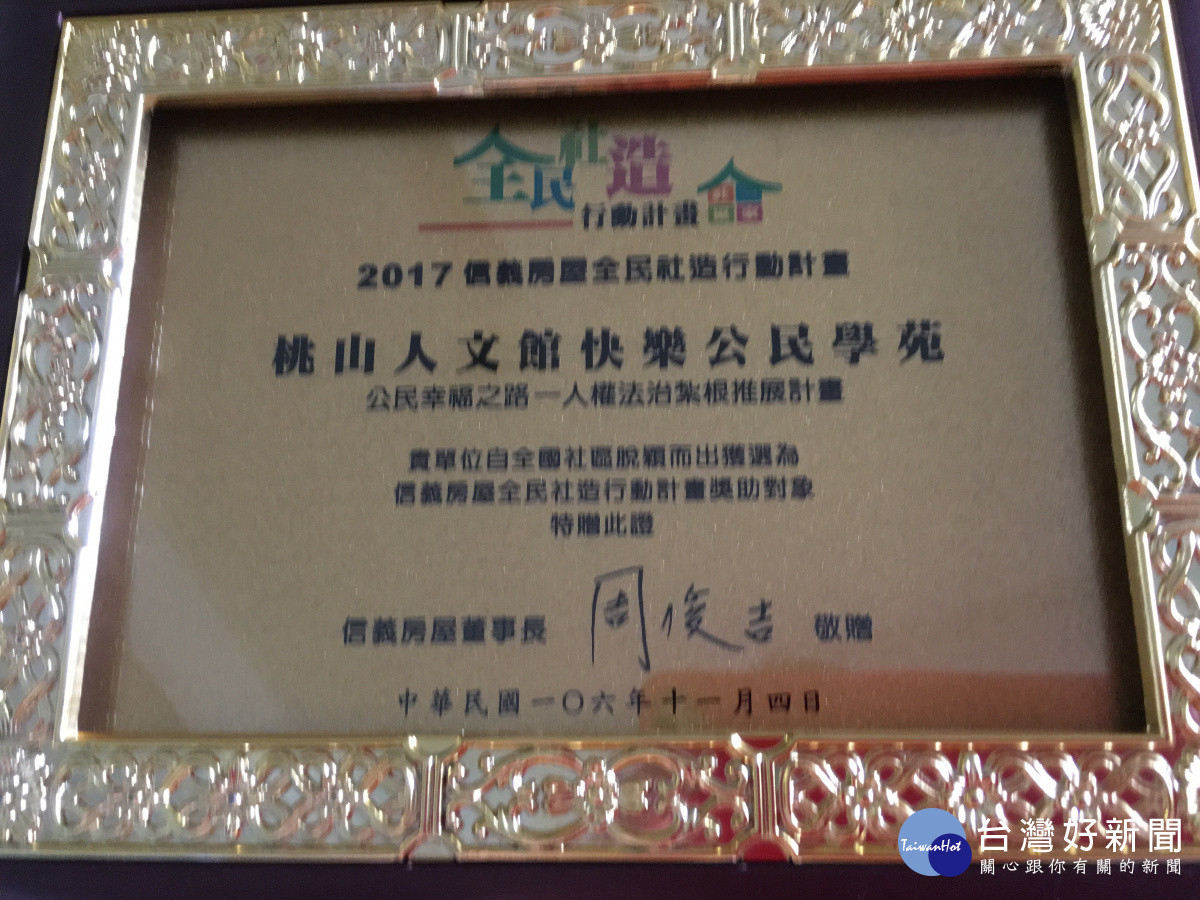 全民社造
行動計畫
2017信義房屋全民社造行動計畫
桃山人文館快樂公民學苑
公民幸福之路—人權法治紮根推展計畫
貴單位自全國社區脫穎而出獲選為
信義房屋全民社造行動計畫獎助對象
特贈此證
信義房屋董事長 周俊吉 敬贈
中華民國一〇六年十一月四日
TaiwanHot
台灣好新聞
關心跟你有關的新聞